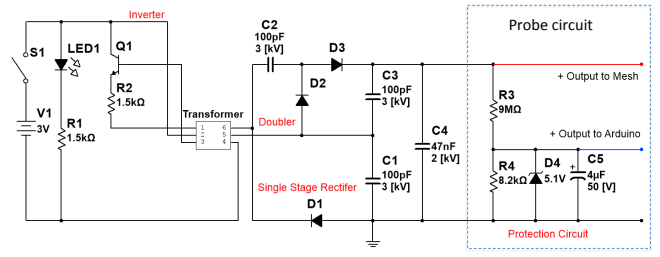 Inverter
Probe circuit
S1
LED1
Q1
C2
100pF
3 [kV]
D3
+ Output to Mesh
R2
1.5kΩ
D2
C3
100pF
3 [kV]
R3
9MΩ
V1
3V
R1
1.5kΩ
Transformer
1
2
3
6
5
4
Doubler
C4
47nF
2 [kV]
+ Output to Arduino
C1
100pF
3 [kV]
R4
8.2kΩ
D4
5.1V
+
C5
4µF
50 [V]
Single Stage Rectifer
D1
Protection Circuit